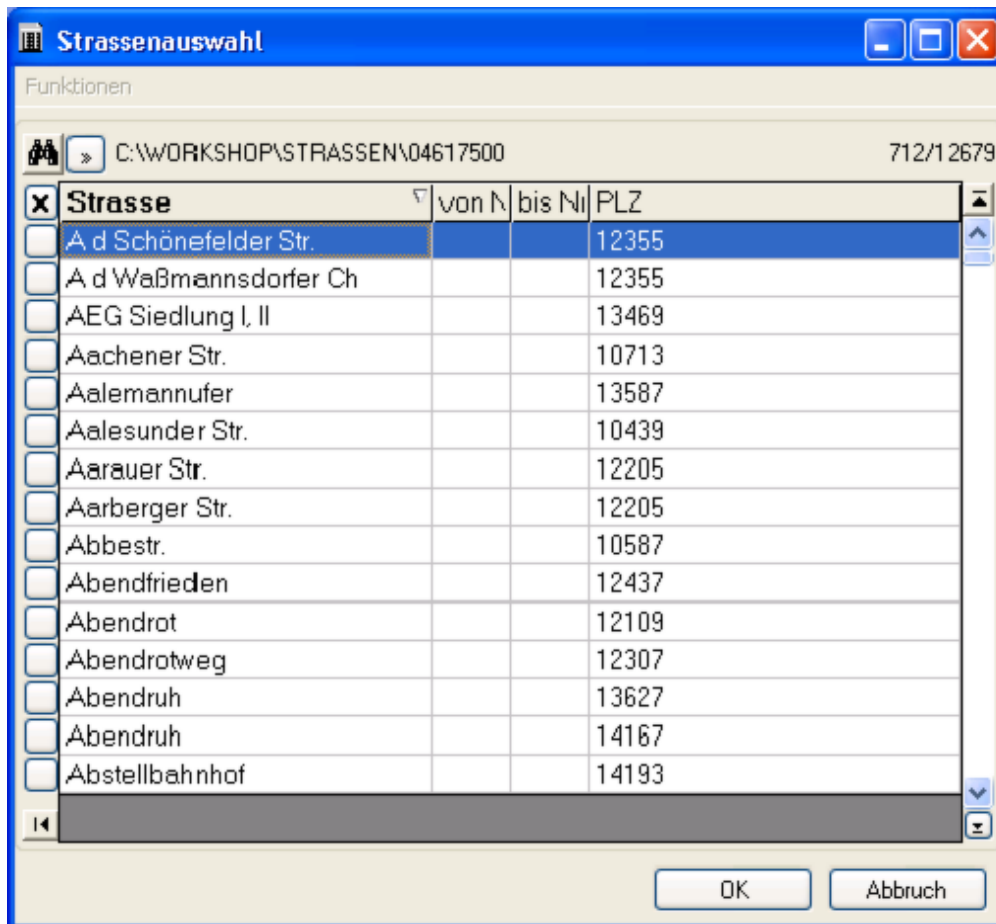 Strassenauswahl
Funktionen
» C:\WORKSHOP\STRASSEN\04617500 712/12679
X Strasse von N bis Nı PLZ
A d Schönefelder Str. 12355
A d Waßmannsdorfer Ch 12355
AEG Siedlung I, II 13469
Aachener Str. 10713
Aalemannufer 13587
Aalesunder Str. 10439
Aarauer Str. 12205
Aarberger Str. 12205
Abbestr. 10587
Abendfrieden 12437
Abendrot 12109
Abendrotweg 12307
Abendruh 13627
Abendruh 14167
Abstellbahnhof 14193
OK Abbruch